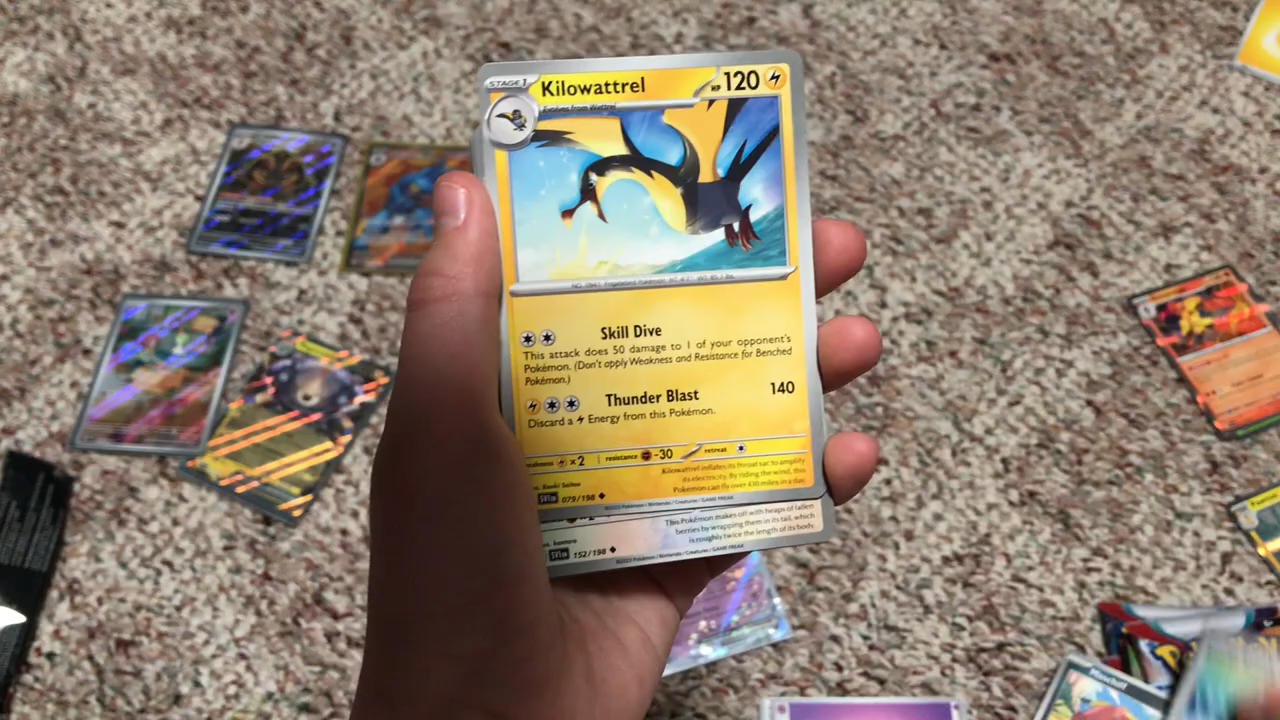 STAGE 1
Kilowattrel
HP 120
Evolves from Wattrel
Skill Dive
This attack does 50 damage to 1 of your opponent's
Pokémon. (Don't apply Weakness and Resistance for Benched
Pokémon.)
Thunder Blast 140
Discard a Energy from this Pokémon.
weakness ×2 resistance -30 retreat
Kilowattrel inflates its throat sac to amplify
its electricity. By riding the wind, this
Pokémon can fly over 430 miles in a day.
SVI EN 079/198
©2023 Pokémon / Nintendo / Creatures / GAME FREAK
This Pokémon makes off with heaps of fallen
berries by wrapping them in its tail, which
is roughly twice the length of its body.
SVI EN 152/198
©2023 Pokémon / Nintendo / Creatures / GAME FREAK